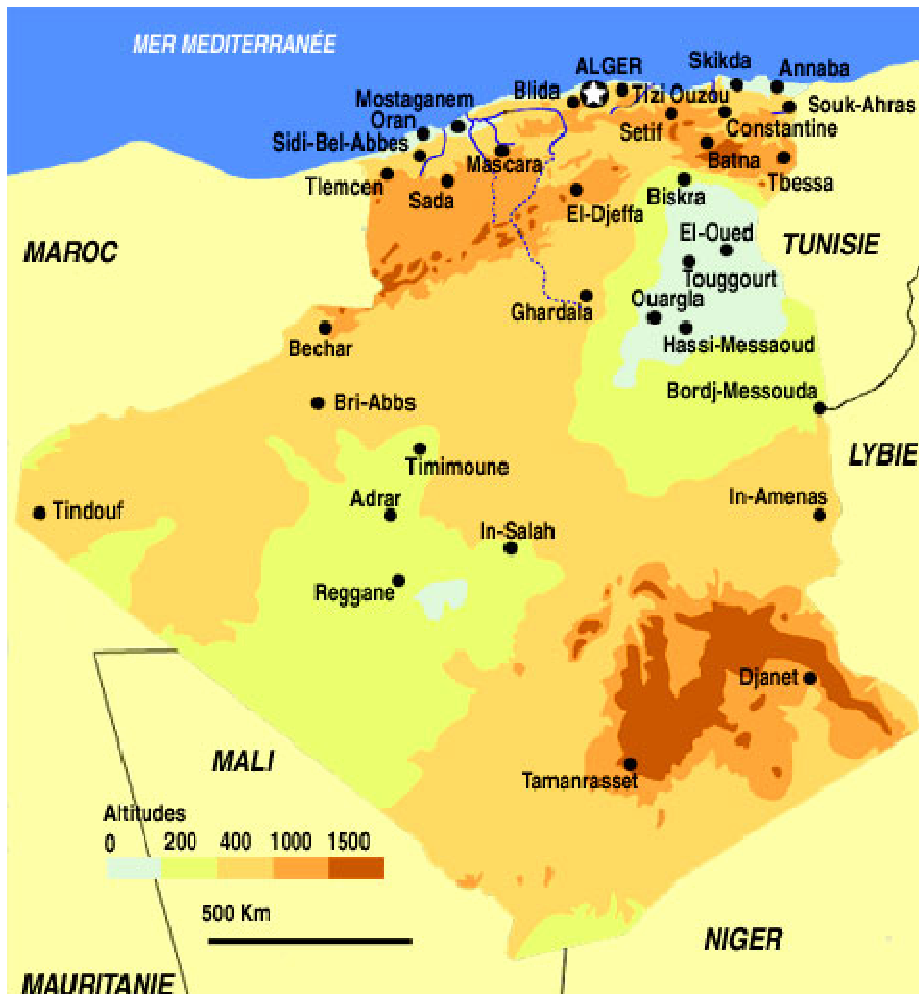 MER MEDITERRANÉE
Skikda
ALGER
Annaba
Blida
Tizi Ouzou
Mostaganem
Souk-Ahras
Oran
Setif
Constantine
Sidi-Bel-Abbes
Mascara
Batna
Tlemcen
Sada
Tbessa
Biskra
El-Djeffa
El-Oued
MAROC
TUNISIE
Touggourt
Ouargla
Ghardala
Bechar
Hassi-Messaoud
Bordj-Messouda
Bri-Abbs
LYBIE
Timimoune
Adrar
In-Amenas
Tindouf
In-Salah
Reggane
Djanet
MALI
Tamanrasset
Altitudes
0 200 400 1000 1500
500 Km
NIGER
MAURITANIE